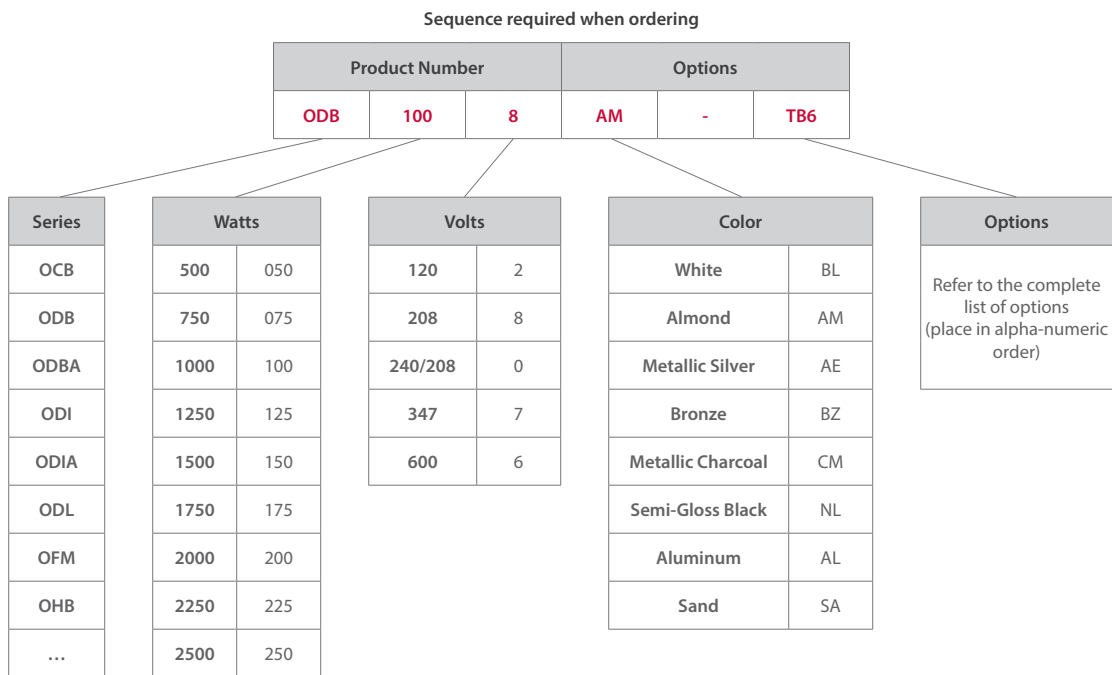 Sequence required when ordering
Product Number Options
ODB 100 8 AM - TB6
Series
OCB
ODB
ODBA
ODI
ODIA
ODL
OFM
OHB
…
Watts
500 050
750 075
1000 100
1250 125
1500 150
1750 175
2000 200
2250 225
2500 250
Volts
120 2
208 8
240/208 0
347 7
600 6
Color
White BL
Almond AM
Metallic Silver AE
Bronze BZ
Metallic Charcoal CM
Semi-Gloss Black NL
Aluminum AL
Sand SA
Options
Refer to the complete
list of options
(place in alpha-numeric
order)